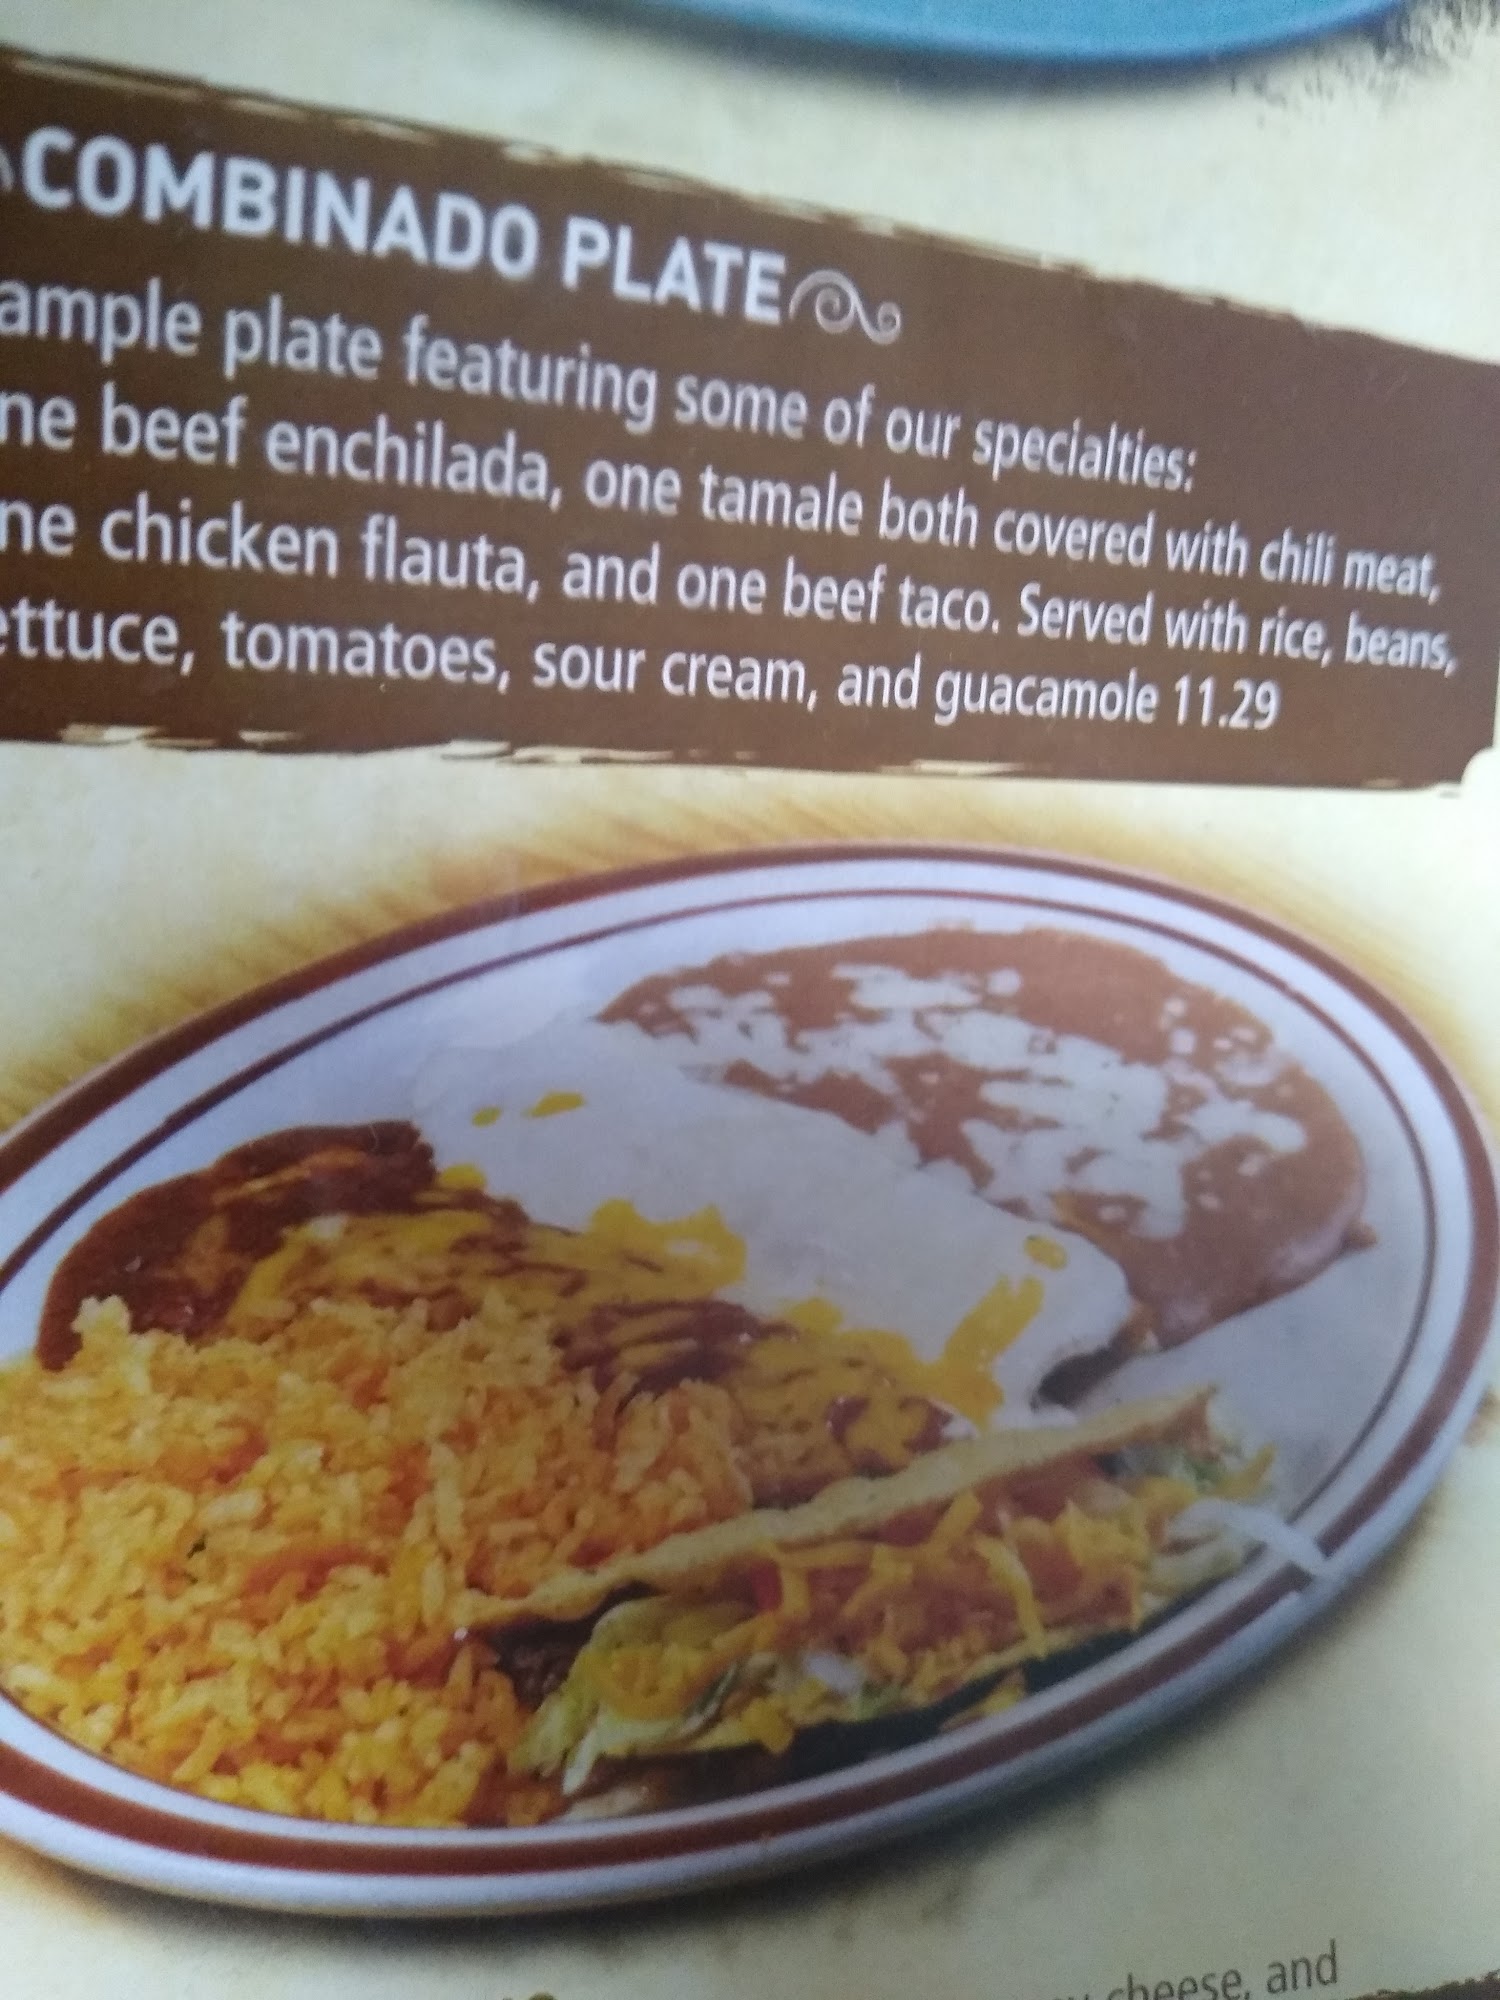 COMBINADO PLATE
ample plate featuring some of our specialties:
ne beef enchilada, one tamale both covered with chili meat,
ne chicken flauta, and one beef taco. Served with rice, beans,
ettuce, tomatoes, sour cream, and guacamole 11.29
cheese, and